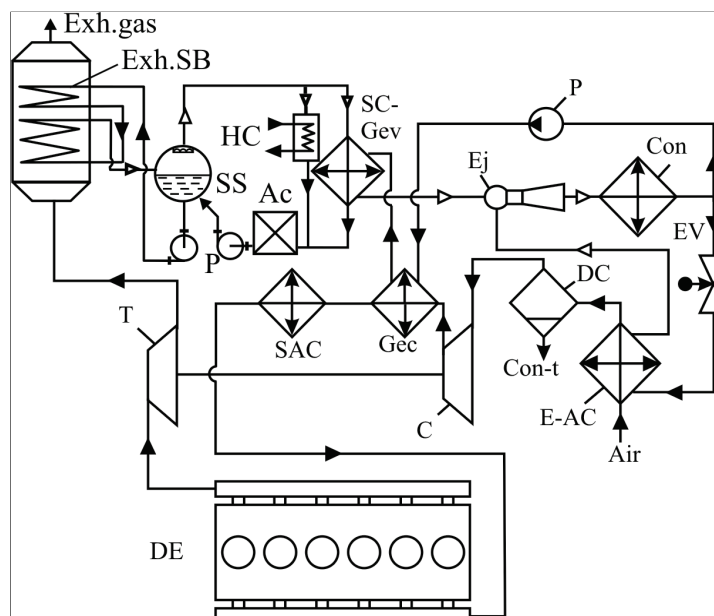 Exh.gas
Exh.SB
SC-
Gev
P
HC
Ej
Con
SS
Ac
EV
P
DC
T
SAC
Gec
Con-t
C
E-AC
Air
DE